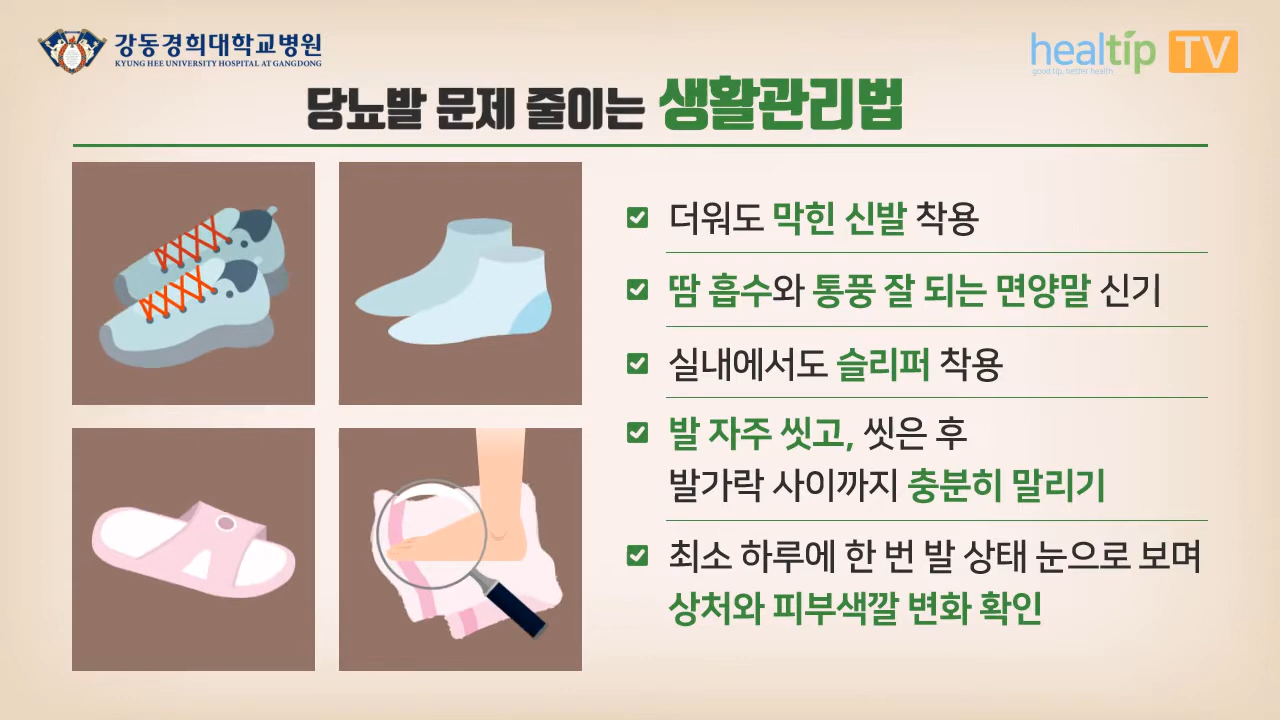 강동경희대학교병원
KYUNG HEE UNIVERSITY HOSPITAL AT GANGDONG
healtip TV
good tip, better health
당뇨발 문제 줄이는 생활관리법
더워도 막힌 신발 착용
땀 흡수와 통풍 잘 되는 면양말 신기
실내에서도 슬리퍼 착용
발 자주 씻고, 씻은 후
발가락 사이까지 충분히 말리기
최소 하루에 한 번 발 상태 눈으로 보며
상처와 피부색깔 변화 확인